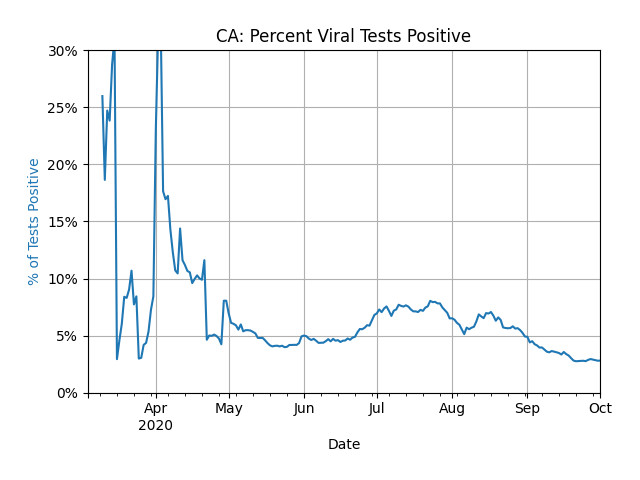 CA: Percent Viral Tests Positive
30%
25%
20%
15%
10%
5%
0%
% of Tests Positive
Apr
2020
May
Jun
Jul
Aug
Sep
Oct
Date